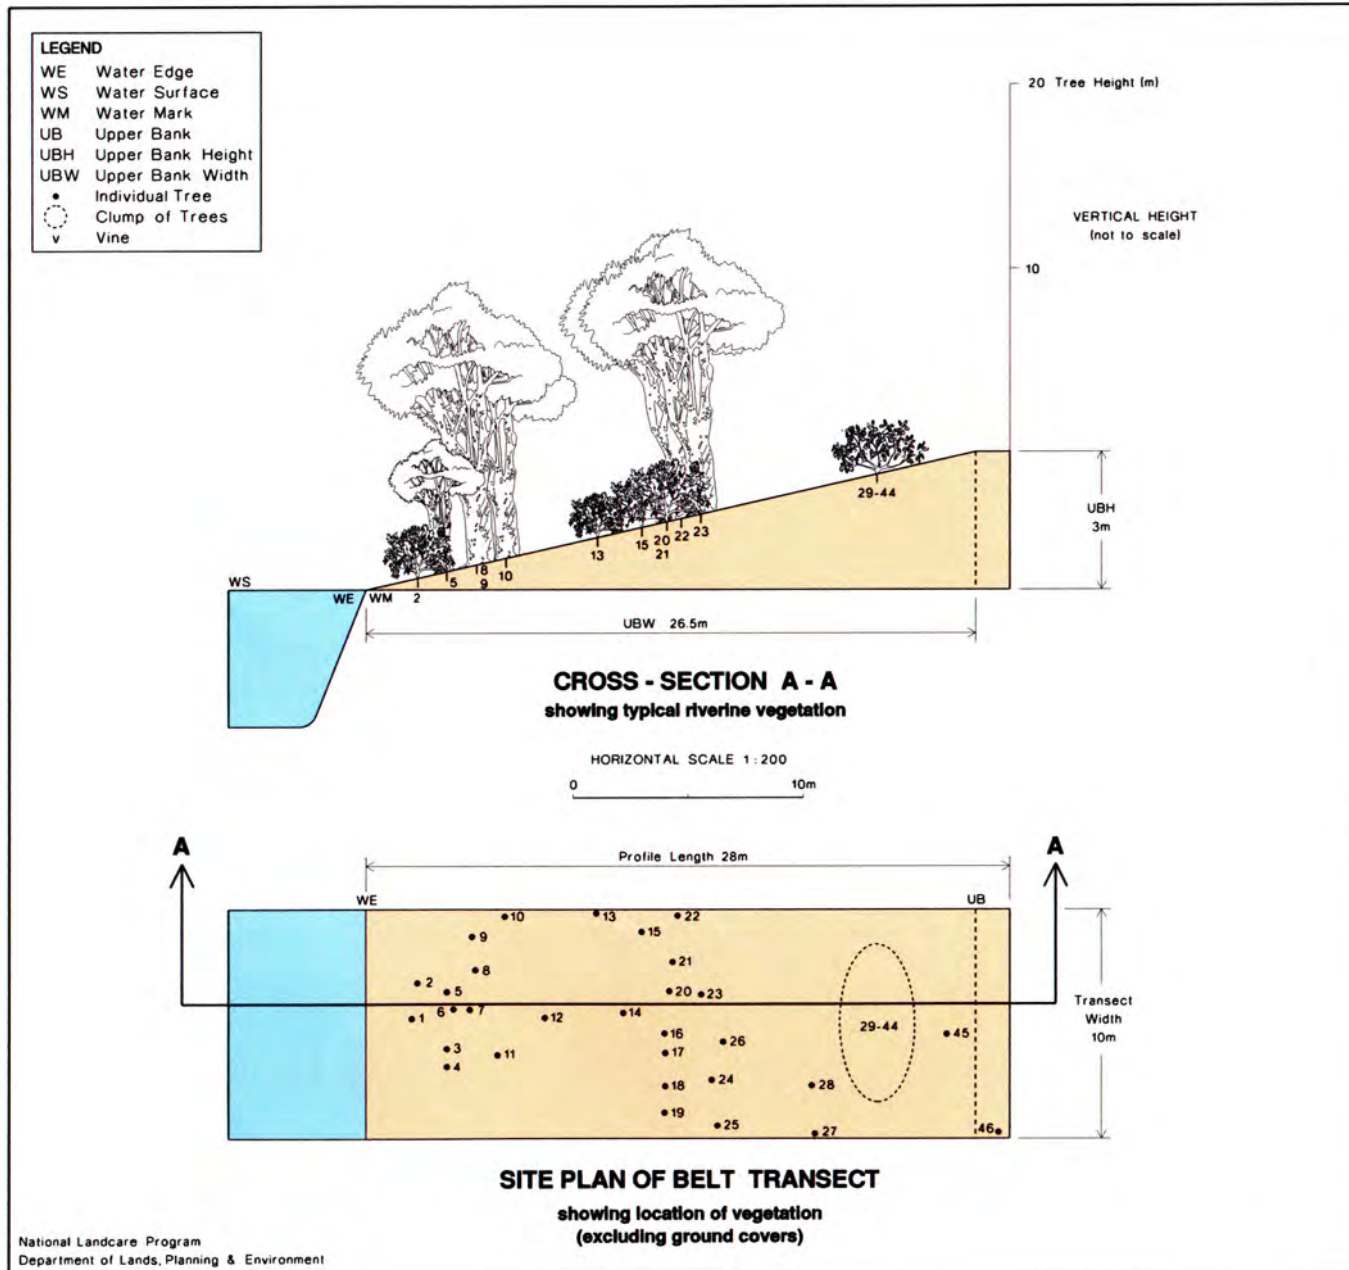 LEGEND
WE Water Edge
WS Water Surface
WM Water Mark
UB Upper Bank
UBH Upper Bank Height
UBW Upper Bank Width
Individual Tree
Clump of Trees
v Vine
20 Tree Height (m)
VERTICAL HEIGHT
(not to scale)
10
29-44
UBH
3m
13
15
20
21
22
23
WS
WE
WM
2
5
8
9
10
UBW 26.5m
CROSS - SECTION A - A
showing typical riverine vegetation
HORIZONTAL SCALE 1 : 200
0 10m
A A
Profile Length 28m
WE UB
10
13
22
9
15
8
21
2
5
20
23
6
7
1
12
14
16
26
29-44
45
3
11
17
4
18
24
28
19
25
27
46
Transect
Width
10m
SITE PLAN OF BELT TRANSECT
showing location of vegetation
(excluding ground covers)
National Landcare Program
Department of Lands, Planning & Environment